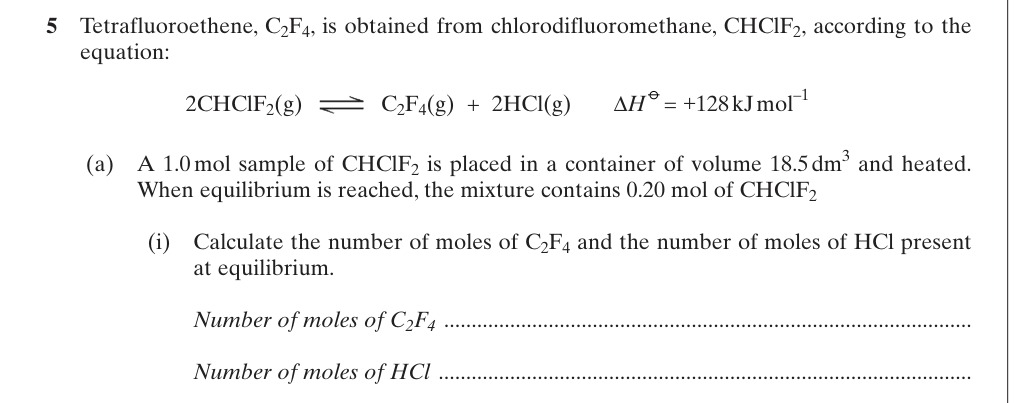 5 Tetrafluoroethene, C₂F₄, is obtained from chlorodifluoromethane, CHClF₂, according to the
equation:
2CHClF₂(g) ⇌ C₂F₄(g) + 2HCl(g) ΔH⦵ = +128 kJ mol⁻¹
(a) A 1.0 mol sample of CHClF₂ is placed in a container of volume 18.5 dm³ and heated.
When equilibrium is reached, the mixture contains 0.20 mol of CHClF₂
(i) Calculate the number of moles of C₂F₄ and the number of moles of HCl present
at equilibrium.
Number of moles of C₂F₄ ................................................................................................
Number of moles of HCl ................................................................................................